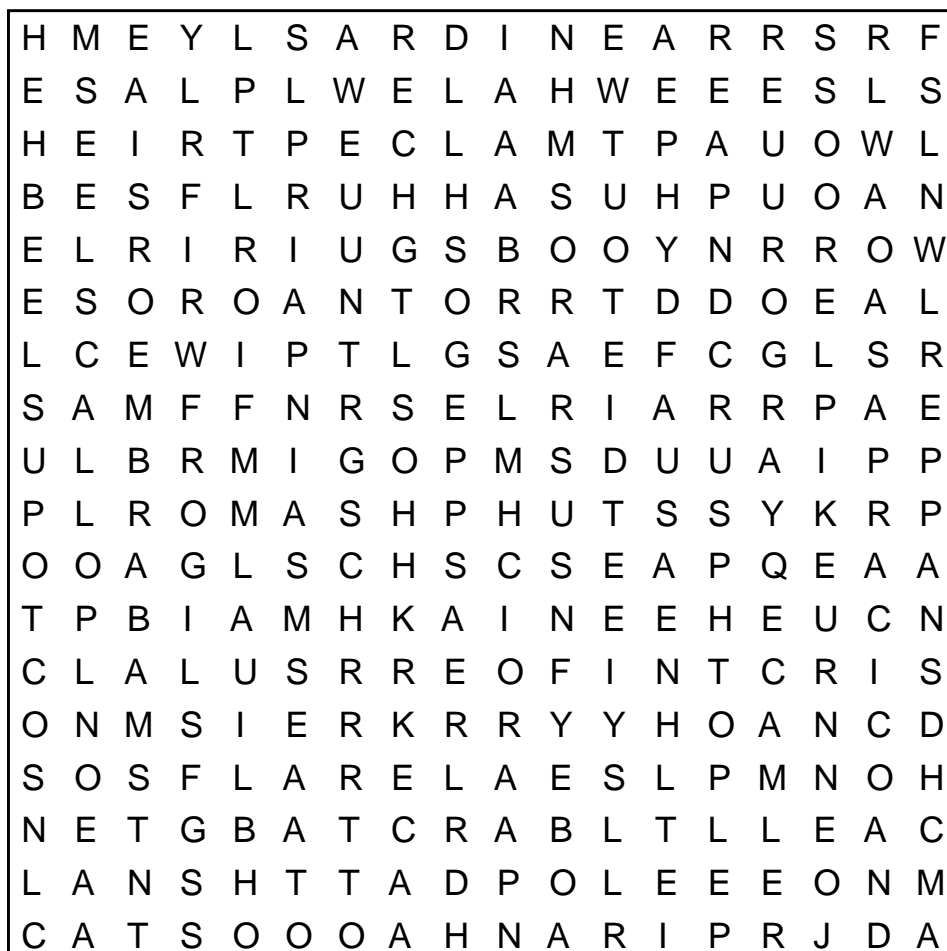 H M E Y L S A R D I N E A R R S R F
E S A L P L W E L A H W E E E S L S
H E I R T P E C L A M T P A U O W L
B E S F L R U H H A S U H P U O A N
E L R I R I U G S B O O Y N R R O W
E S O R O A N T O R R T D D O E A L
L C E W I P T L G S A E F C G L S R
S A M F F N R S E L R I A R R P A E
U L B R M I G O P M S D U U A I P P
P L R O M A S H P H U T S S Y K R P
O O A G L S C H S C S E A P Q E A A
T P B I A M H K A I N E E H E U C N
C L A L U S R R E O F I N T C R I S
O N M S I E R K R R Y Y H O A N C D
S O S F L A R E L A E S L P M N O H
N E T G B A T C R A B L T L L E A C
L A N S H T T A D P O L E E E O N M
C A T S O O O A H N A R I P R J D A